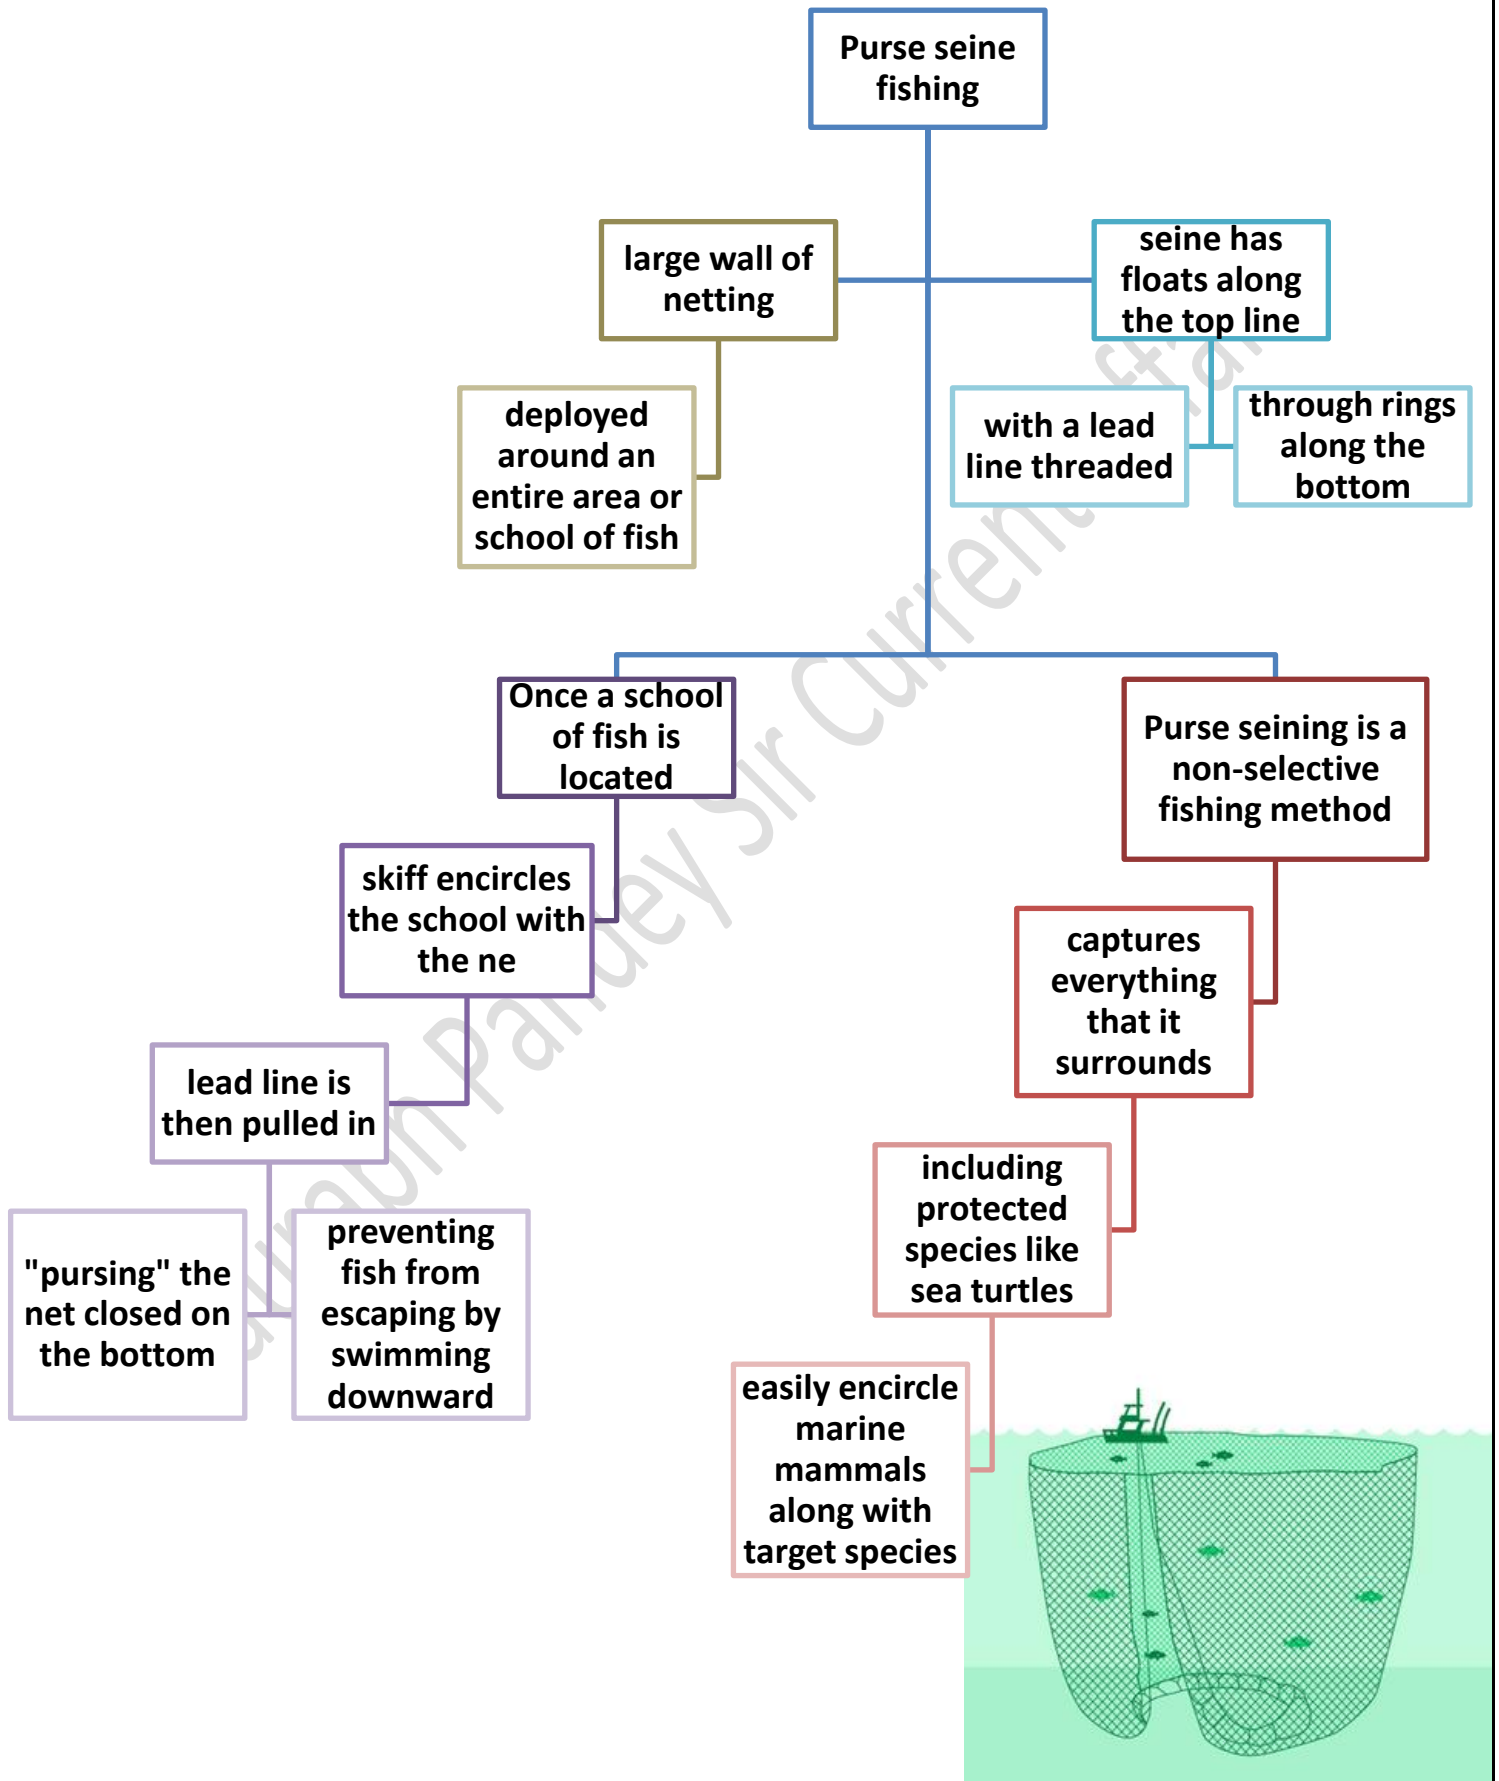 Purse seine
fishing
large wall of
netting
seine has
floats along
the top line
deployed
around an
entire area or
school of fish
with a lead
line threaded
through rings
along the
bottom
Once a school
of fish is
located
Purse seining is a
non-selective
fishing method
skiff encircles
the school with
the ne
captures
everything
that it
surrounds
lead line is
then pulled in
including
protected
species like
sea turtles
"pursing" the
net closed on
the bottom
preventing
fish from
escaping by
swimming
downward
easily encircle
marine
mammals
along with
target species
Pandey Sir Current